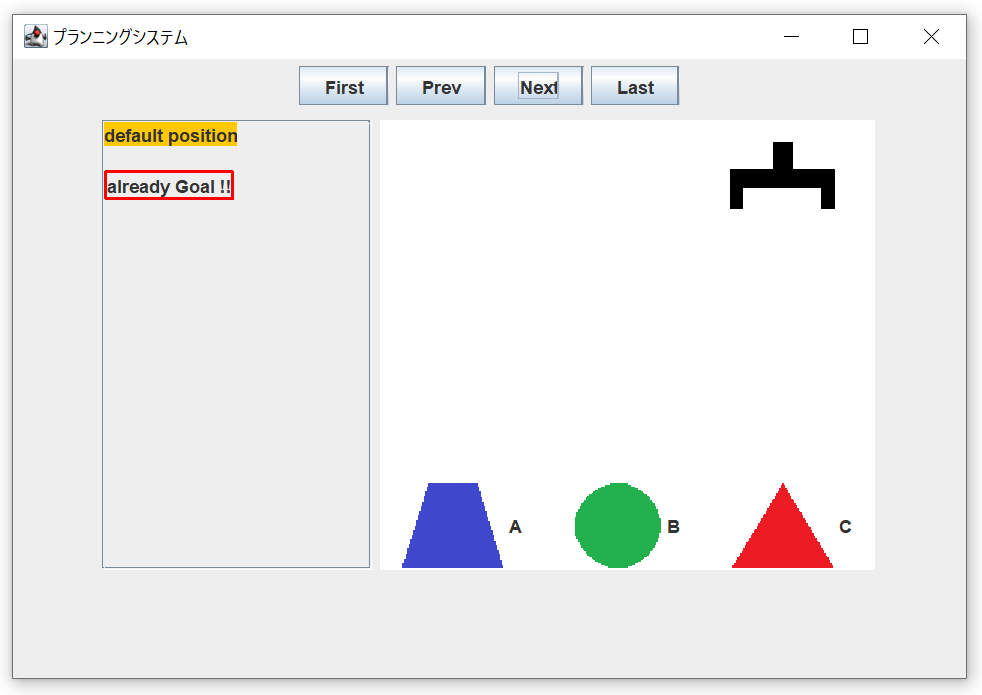 プランニングシステム
First Prev Next Last
default position
already Goal !!
A B C